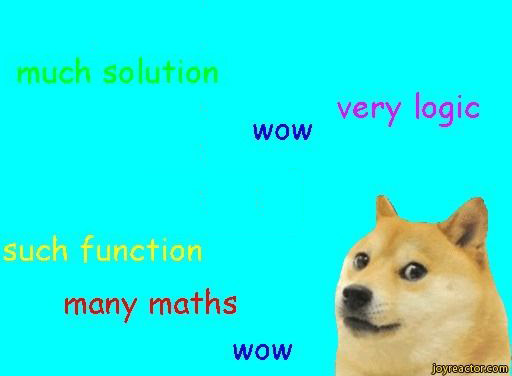 much solution
very logic
wow
such function
many maths
wow
joyreactor.com